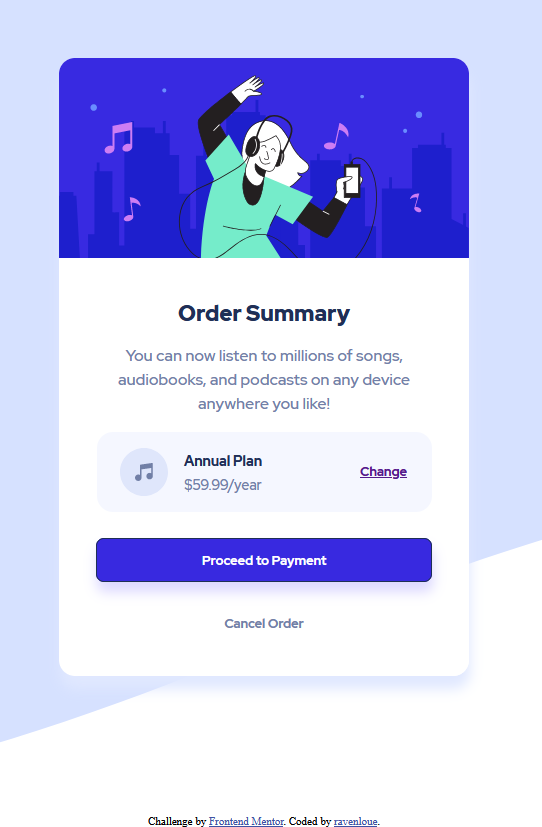 Order Summary
You can now listen to millions of songs,
audiobooks, and podcasts on any device
anywhere you like!
Annual Plan
$59.99/year
Change
Proceed to Payment
Cancel Order
Challenge by Frontend Mentor. Coded by ravenloue.